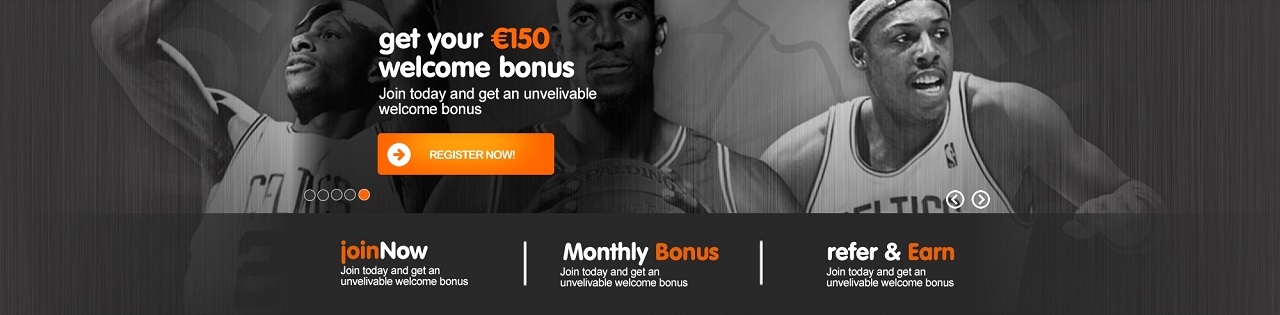 get your €150
welcome bonus
Join today and get an unvelivable
welcome bonus
REGISTER NOW!
SPALDING
CELTICS
joinNow
Join today and get an
unvelivable welcome bonus
Monthly Bonus
Join today and get an
unvelivable welcome bonus
refer & Earn
Join today and get an
unvelivable welcome bonus